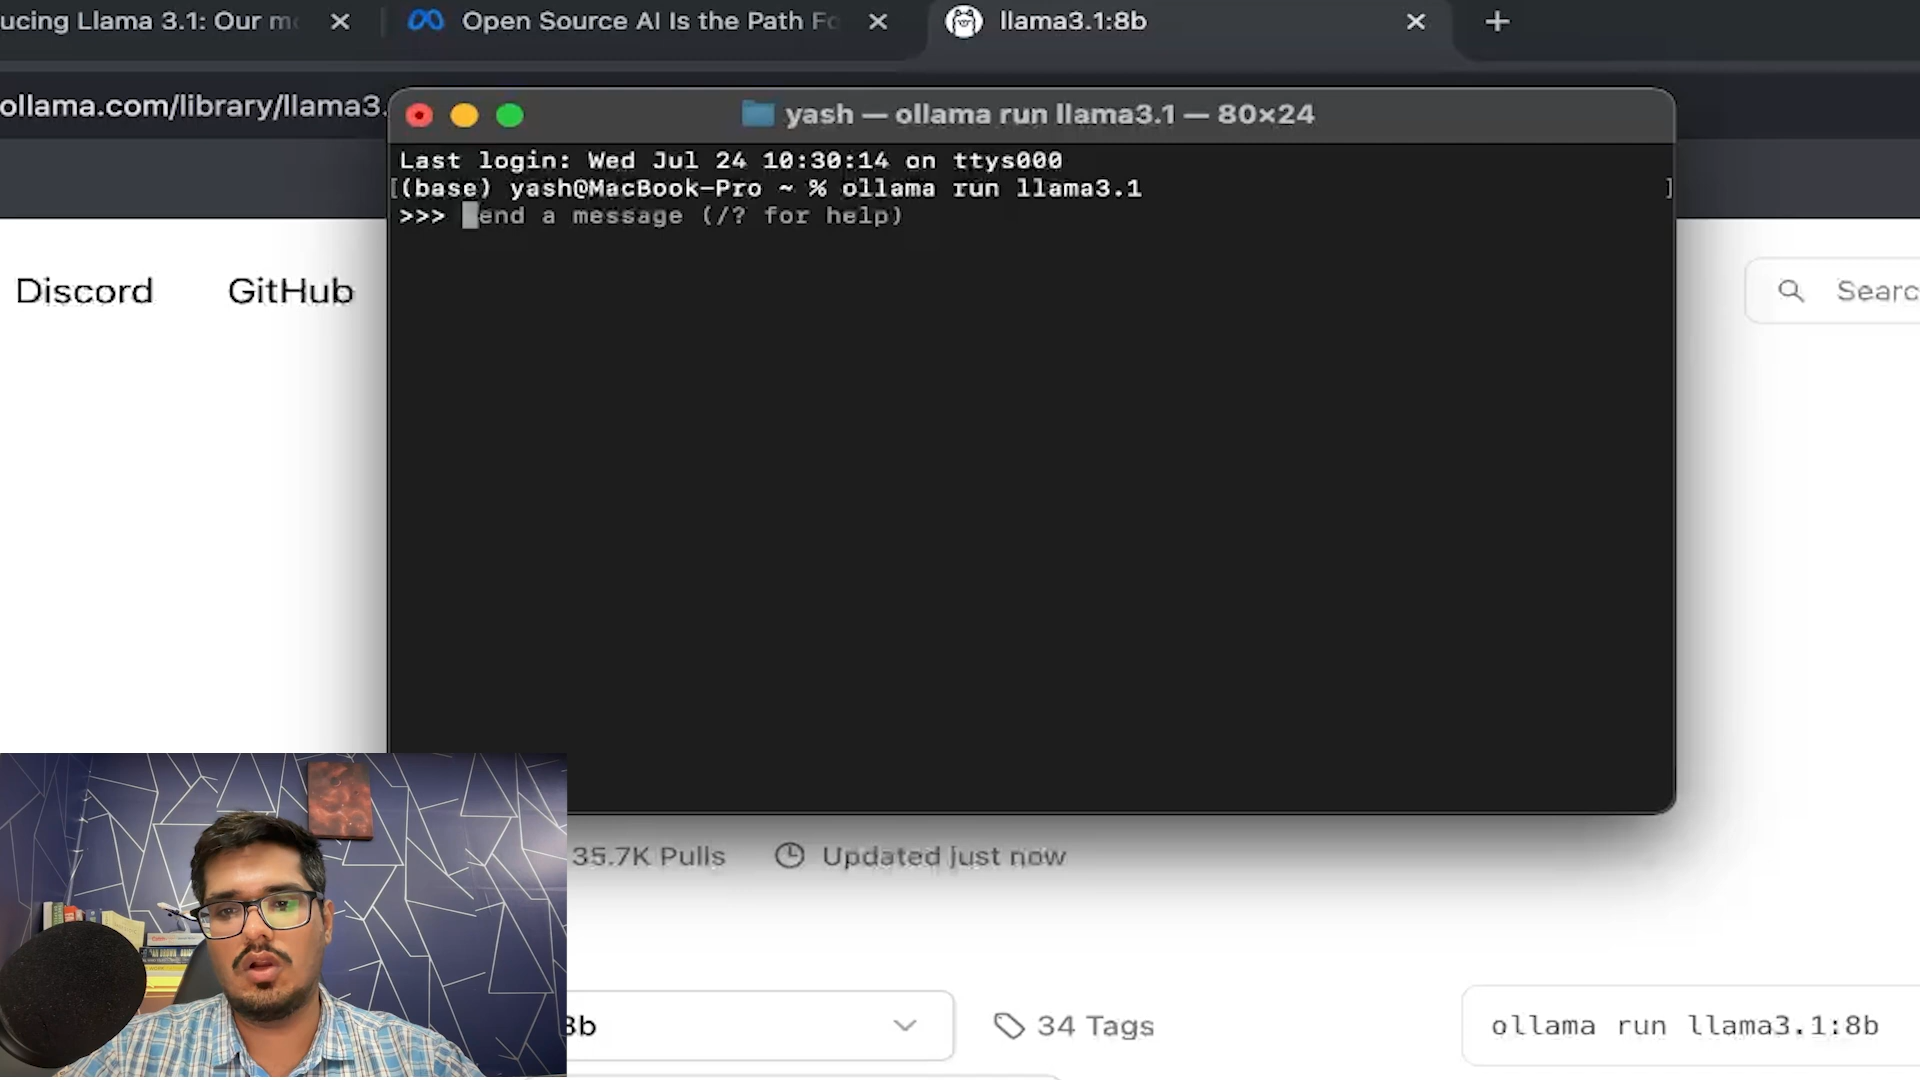 ucing Llama 3.1: Our m
Open Source AI Is the Path Fo
llama3.1:8b
ollama.com/library/llama3.
yash — ollama run llama3.1 — 80×24
Last login: Wed Jul 24 10:30:14 on ttys000
[(base) yash@MacBook-Pro ~ % ollama run llama3.1 ]
>>> end a message (/? for help)
Discord
GitHub
Searc
35.7K Pulls
Updated just now
8b
34 Tags
ollama run llama3.1:8b